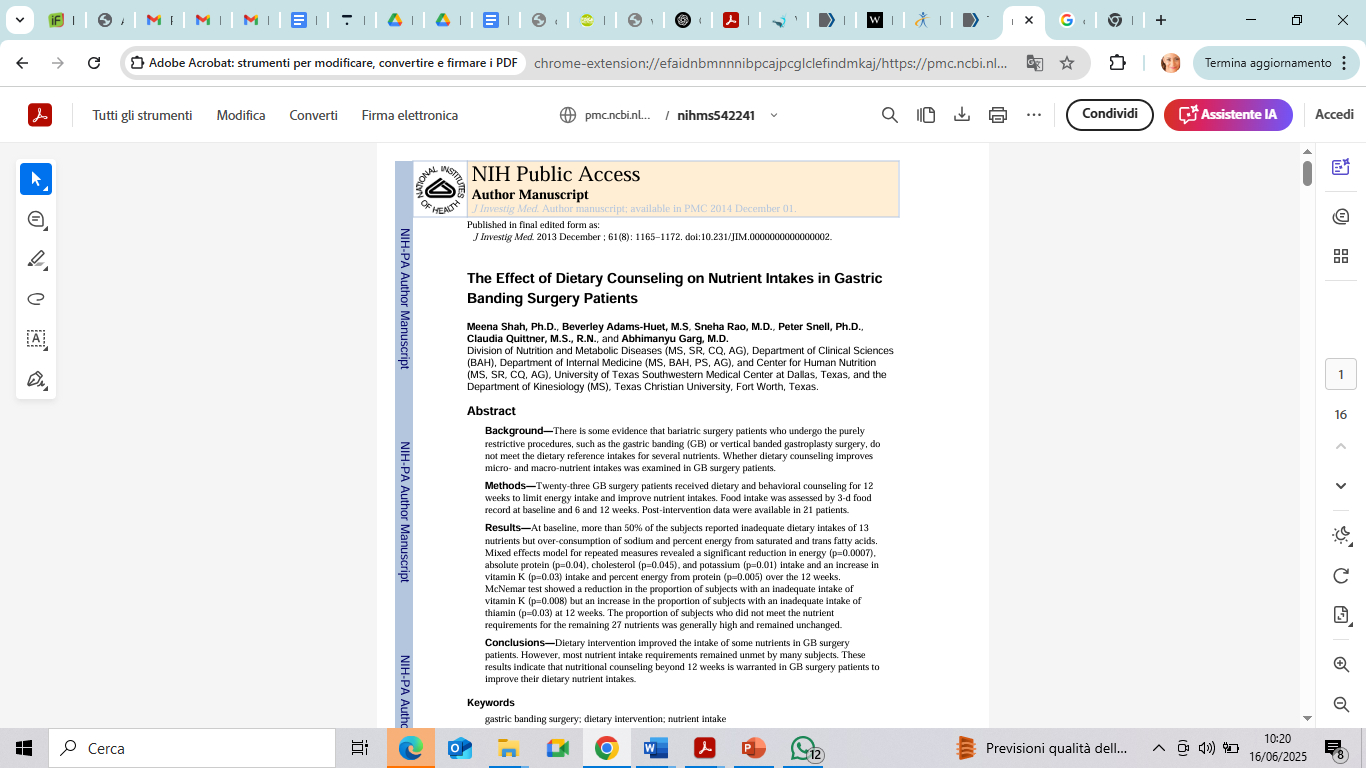 Adobe Acrobat: strumenti per modificare, convertire e firmare i PDF
chrome-extension://efaidnbmnnnibpcajpcglclefindmkaj/https://pmc.ncbi.nl...
Termina aggiornamento
Tutti gli strumenti
Modifica
Converti
Firma elettronica
pmc.ncbi.nl... / nihms542241
Condividi
Assistente IA
Accedi
NATIONAL INSTITUTES OF HEALTH
NIH Public Access
Author Manuscript
J Investig Med. Author manuscript; available in PMC 2014 December 01.
Published in final edited form as:
J Investig Med. 2013 December ; 61(8): 1165–1172. doi:10.231/JIM.0000000000000002.
The Effect of Dietary Counseling on Nutrient Intakes in Gastric
Banding Surgery Patients
Meena Shah, Ph.D., Beverley Adams-Huet, M.S, Sneha Rao, M.D., Peter Snell, Ph.D.,
Claudia Quittner, M.S., R.N., and Abhimanyu Garg, M.D.
Division of Nutrition and Metabolic Diseases (MS, SR, CQ, AG), Department of Clinical Sciences
(BAH), Department of Internal Medicine (MS, BAH, PS, AG), and Center for Human Nutrition
(MS, SR, CQ, AG), University of Texas Southwestern Medical Center at Dallas, Texas, and the
Department of Kinesiology (MS), Texas Christian University, Fort Worth, Texas.
Abstract
Background—There is some evidence that bariatric surgery patients who undergo the purely
restrictive procedures, such as the gastric banding (GB) or vertical banded gastroplasty surgery, do
not meet the dietary reference intakes for several nutrients. Whether dietary counseling improves
micro- and macro-nutrient intakes was examined in GB surgery patients.
Methods—Twenty-three GB surgery patients received dietary and behavioral counseling for 12
weeks to limit energy intake and improve nutrient intakes. Food intake was assessed by 3-d food
record at baseline and 6 and 12 weeks. Post-intervention data were available in 21 patients.
Results—At baseline, more than 50% of the subjects reported inadequate dietary intakes of 13
nutrients but over-consumption of sodium and percent energy from saturated and trans fatty acids.
Mixed effects model for repeated measures revealed a significant reduction in energy (p=0.0007),
absolute protein (p=0.04), cholesterol (p=0.045), and potassium (p=0.01) intake and an increase in
vitamin K (p=0.03) intake and percent energy from protein (p=0.005) over the 12 weeks.
McNemar test showed a reduction in the proportion of subjects with an inadequate intake of
vitamin K (p=0.008) but an increase in the proportion of subjects with an inadequate intake of
thiamin (p=0.03) at 12 weeks. The proportion of subjects who did not meet the nutrient
requirements for the remaining 27 nutrients was generally high and remained unchanged.
Conclusions—Dietary intervention improved the intake of some nutrients in GB surgery
patients. However, most nutrient intake requirements remained unmet by many subjects. These
results indicate that nutritional counseling beyond 12 weeks is warranted in GB surgery patients to
improve their dietary nutrient intakes.
Keywords
gastric banding surgery; dietary intervention; nutrient intake
NIH-PA Author Manuscript
NIH-PA Author Manuscript
NIH-PA Autho
1
16
Cerca
12
Previsioni qualità dell...
10:20
16/06/2025
8